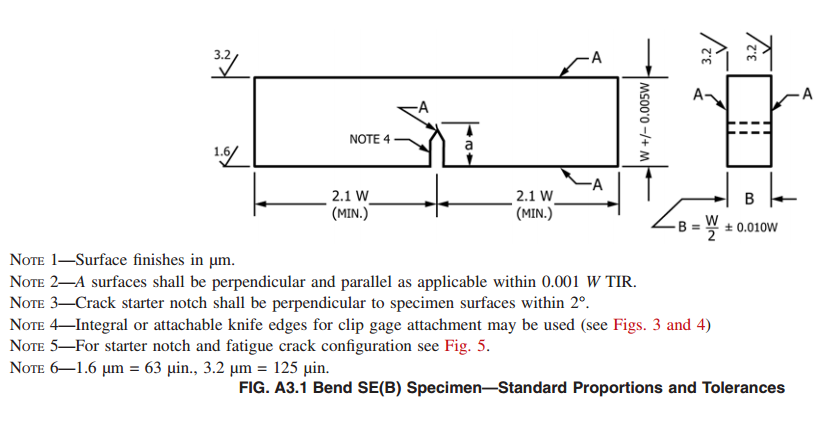 3.2
A
A
NOTE 4
a
1.6
A
2.1 W
(MIN.)
2.1 W
(MIN.)
W +/– 0.005W
3.2
3.2
A
A
B
B = W/2 ± 0.010W
NOTE 1—Surface finishes in μm.
NOTE 2—A surfaces shall be perpendicular and parallel as applicable within 0.001 W TIR.
NOTE 3—Crack starter notch shall be perpendicular to specimen surfaces within 2°.
NOTE 4—Integral or attachable knife edges for clip gage attachment may be used (see Figs. 3 and 4)
NOTE 5—For starter notch and fatigue crack configuration see Fig. 5.
NOTE 6—1.6 μm = 63 μin., 3.2 μm = 125 μin.
FIG. A3.1 Bend SE(B) Specimen—Standard Proportions and Tolerances